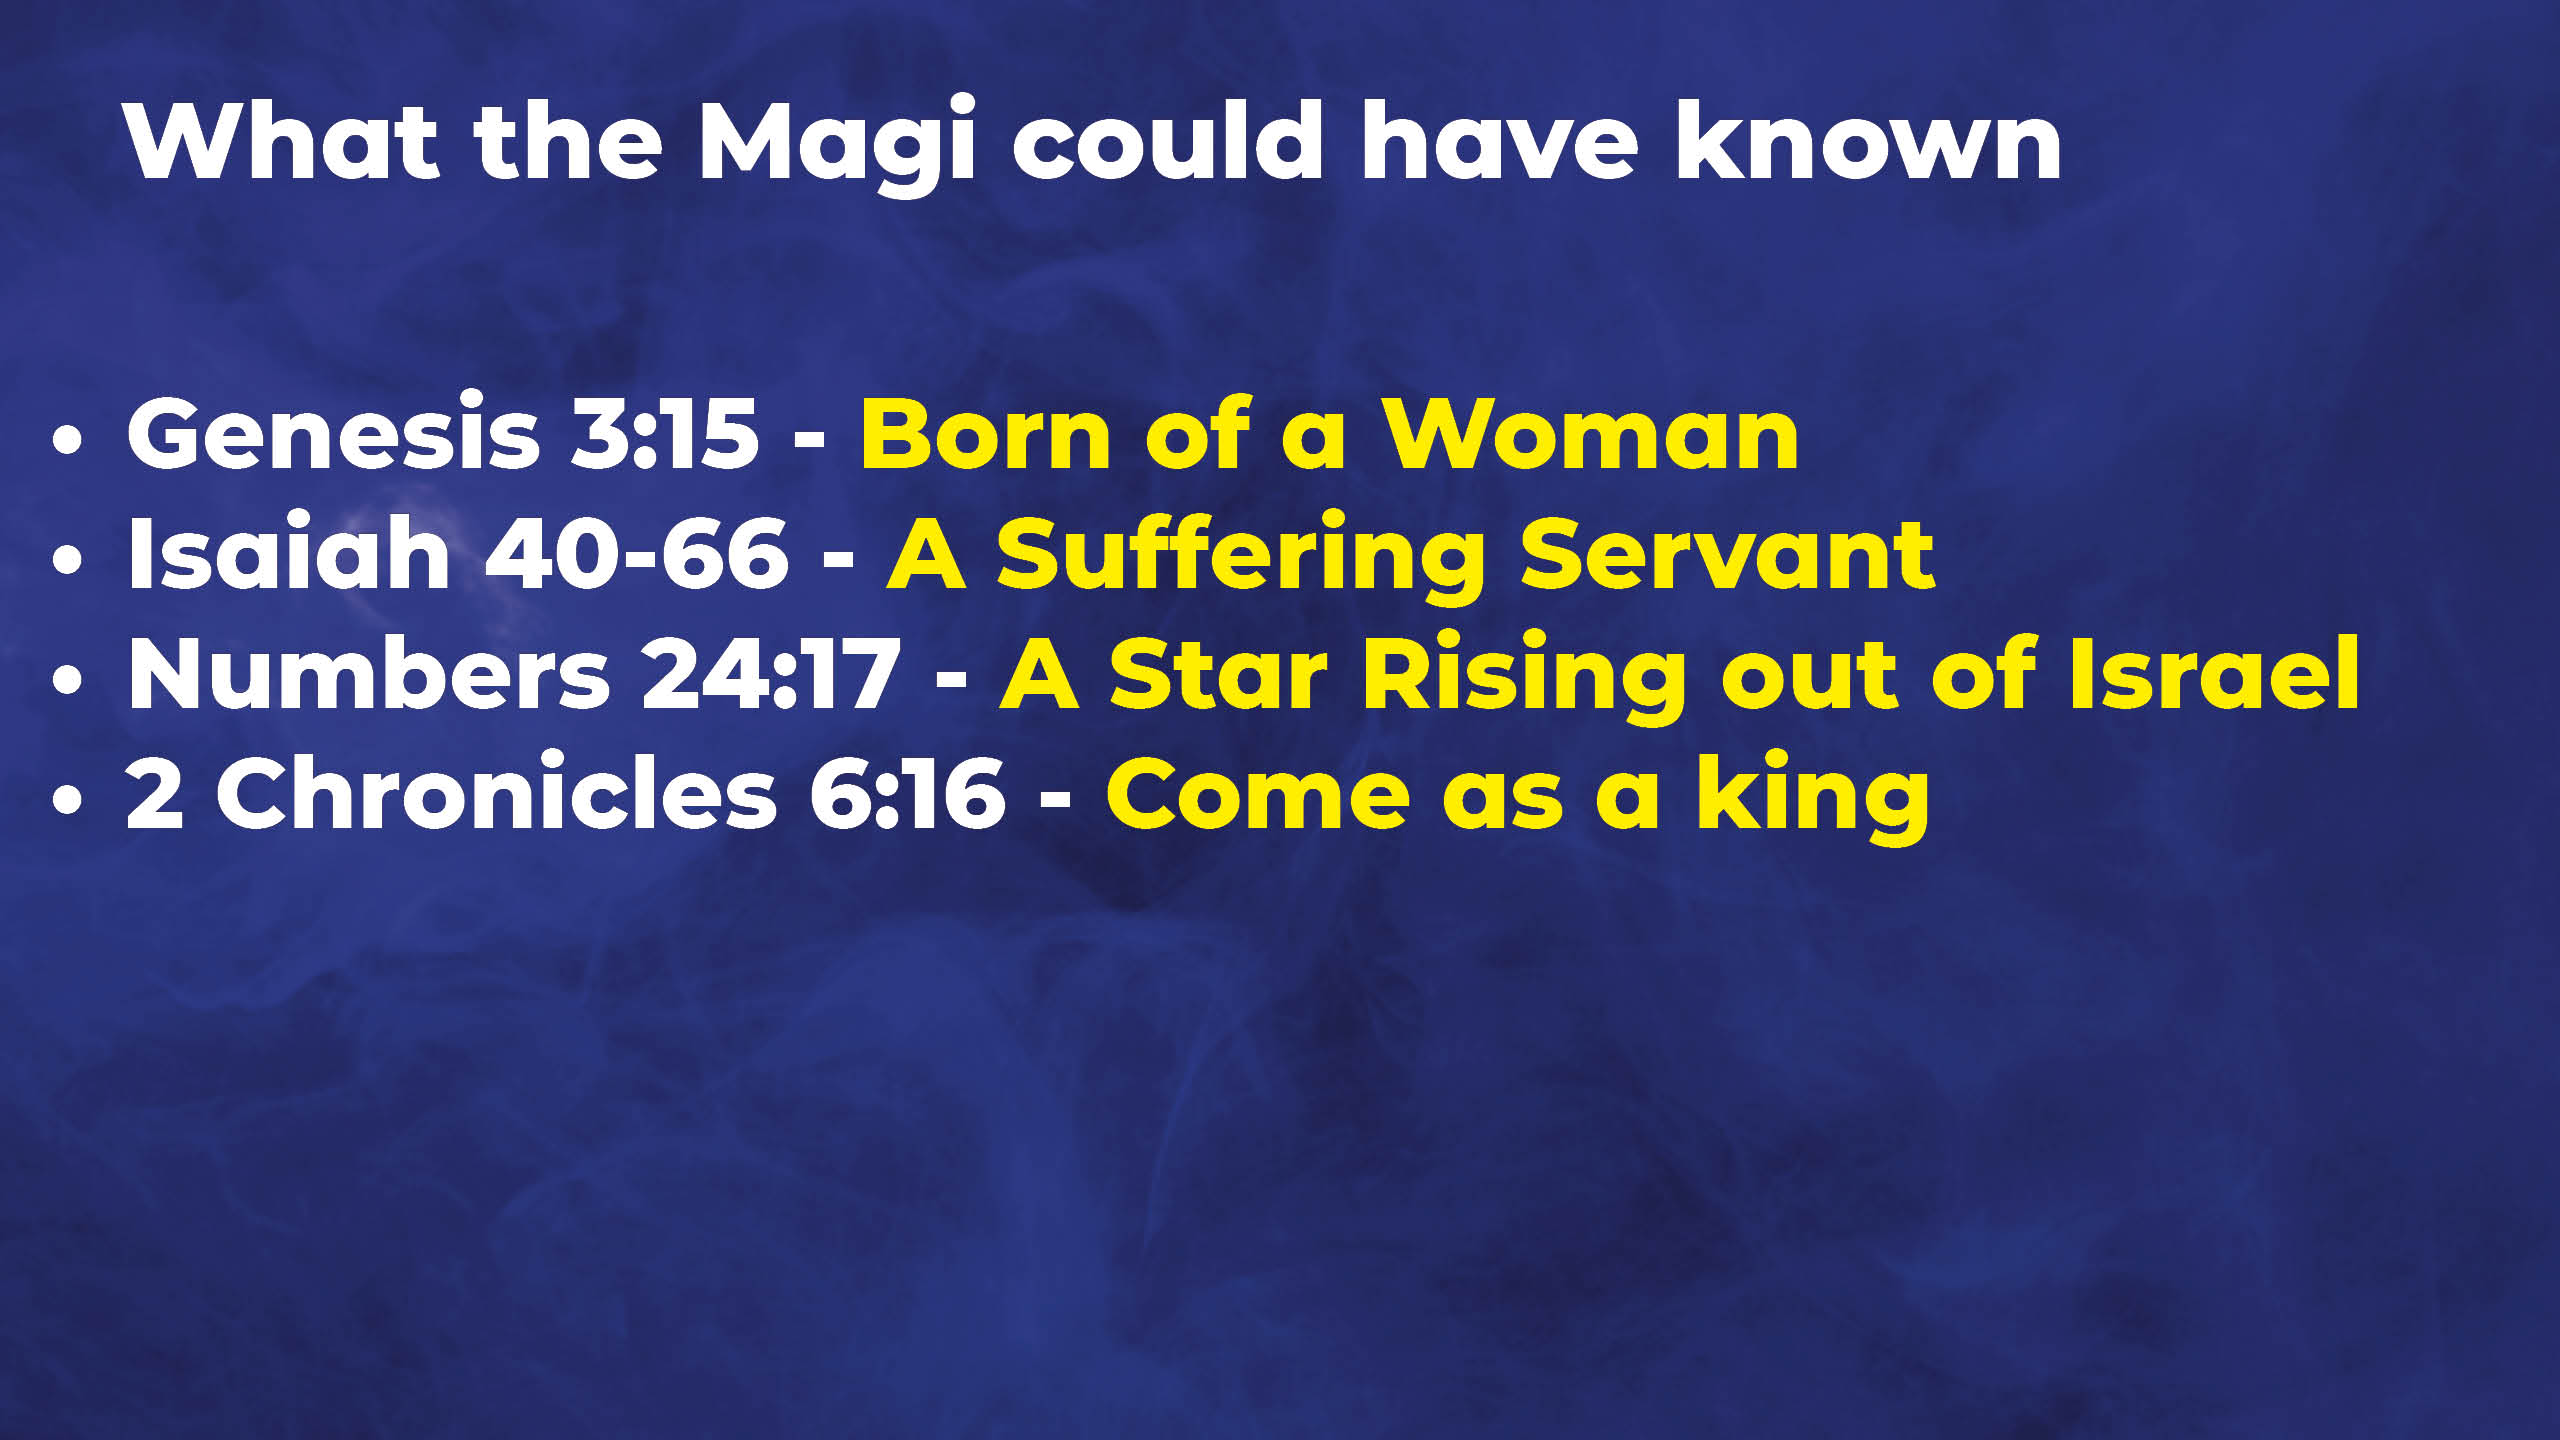 What the Magi could have known
• Genesis 3:15 - Born of a Woman
• Isaiah 40-66 - A Suffering Servant
• Numbers 24:17 - A Star Rising out of Israel
• 2 Chronicles 6:16 - Come as a king